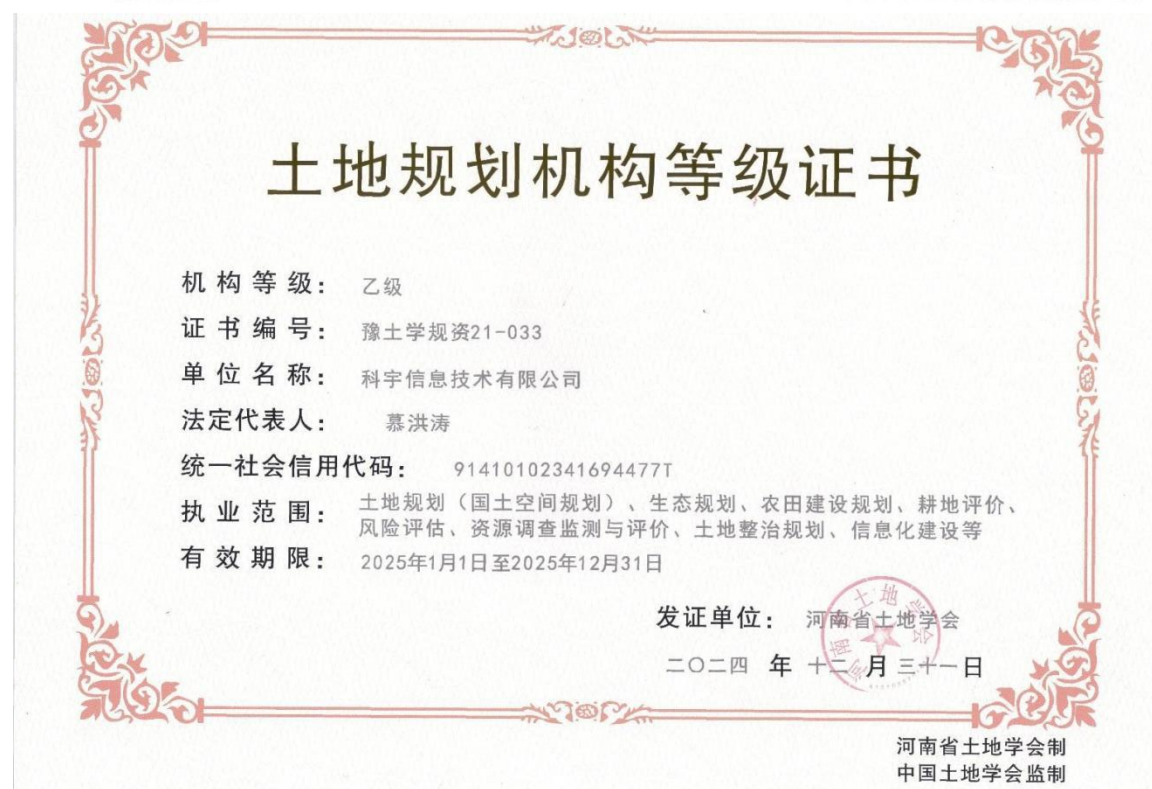 土地规划机构等级证书
机构等级： 乙级
证书编号： 豫土学规资21-033
单位名称： 科宇信息技术有限公司
法定代表人： 慕洪涛
统一社会信用代码： 91410102341694477T
执业范围： 土地规划（国土空间规划）、生态规划、农田建设规划、耕地评价、
风险评估、资源调查监测与评价、土地整治规划、信息化建设等
有效期限： 2025年1月1日至2025年12月31日
发证单位： 河南省土地学会
河南省土地学会
二〇二四 年 十二 月 三十一 日
河南省土地学会制
中国土地学会监制